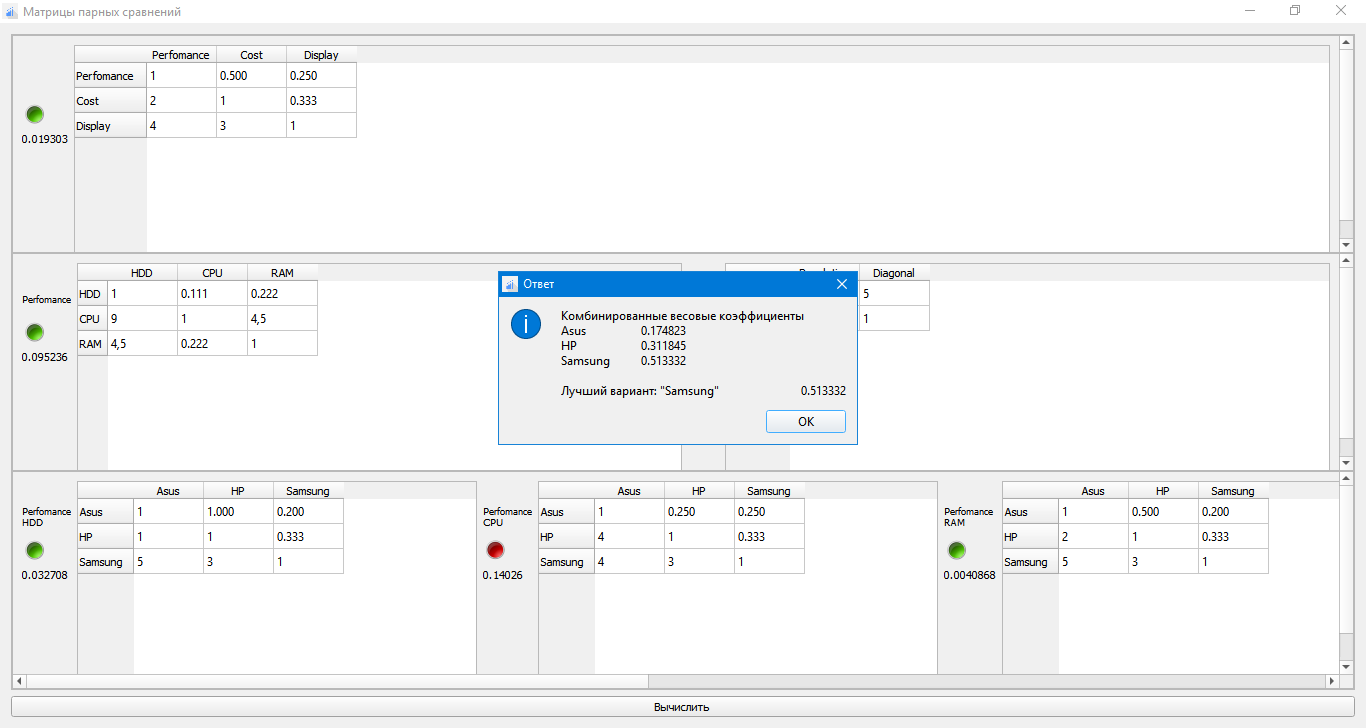 Матрицы парных сравнений
Perfomance Cost Display
Perfomance 1 0.500 0.250
Cost 2 1 0.333
Display 4 3 1
0.019303
HDD CPU RAM
HDD 1 0.111 0.222
CPU 9 1 4,5
RAM 4,5 0.222 1
Perfomance
0.095236
Diagonal
5
1
Ответ
Комбинированные весовые коэффициенты
Asus 0.174823
HP 0.311845
Samsung 0.513332
Лучший вариант: "Samsung" 0.513332
OK
Perfomance
HDD
0.032708
Asus HP Samsung
Asus 1 1.000 0.200
HP 1 1 0.333
Samsung 5 3 1
Perfomance
CPU
0.14026
Asus HP Samsung
Asus 1 0.250 0.250
HP 4 1 0.333
Samsung 4 3 1
Perfomance
RAM
0.0040868
Asus HP Samsung
Asus 1 0.500 0.200
HP 2 1 0.333
Samsung 5 3 1
Вычислить